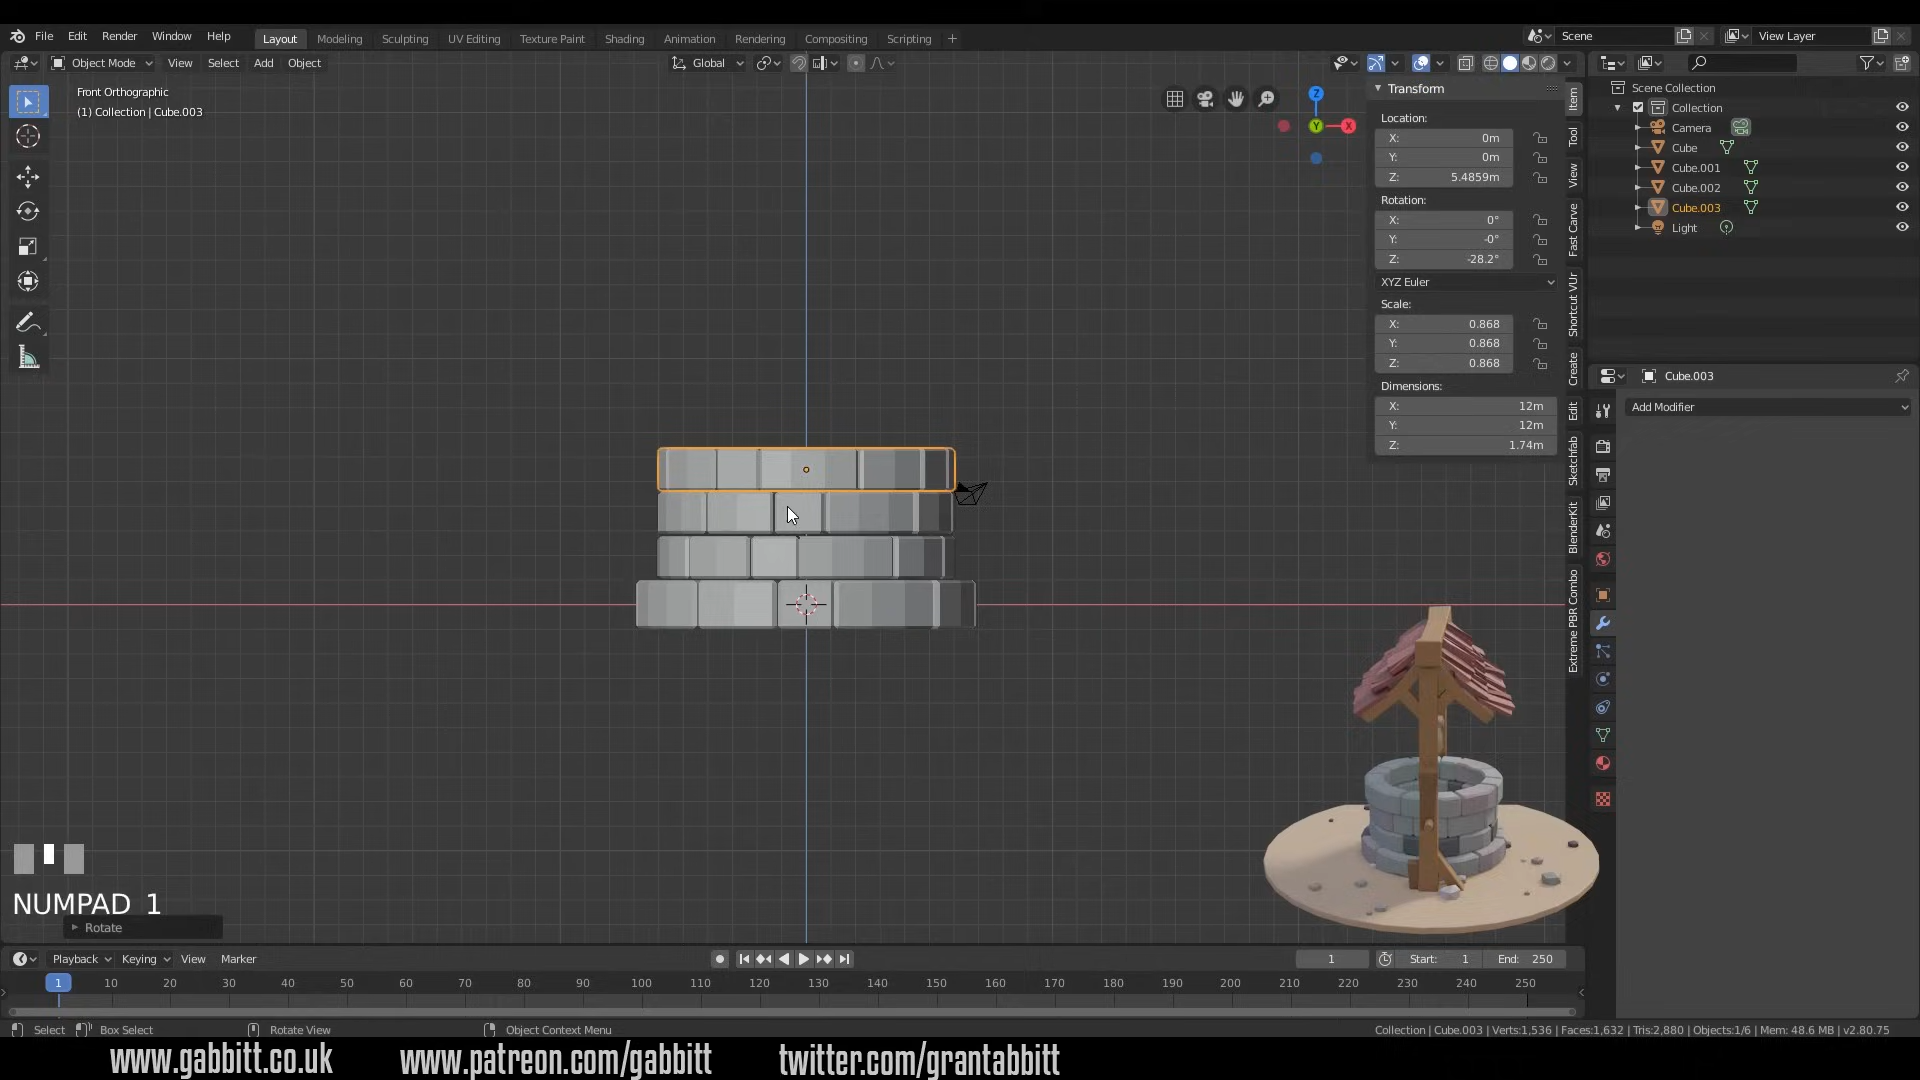 File Edit Render Window Help Layout Modeling Sculpting UV Editing Texture Paint Shading Animation Rendering Compositing Scripting + Scene View Layer
Object Mode View Select Add Object Global
Front Orthographic
(1) Collection | Cube.003
Z
Y
X
Transform
Location:
X: 0m
Y: 0m
Z: 5.4859m
Rotation:
X: 0°
Y: -0°
Z: -28.2°
XYZ Euler
Scale:
X: 0.868
Y: 0.868
Z: 0.868
Dimensions:
X: 12m
Y: 12m
Z: 1.74m
Item
Tool
View
Fast Carve
Shortcut VUr
Create
Edit
Sketchfab
BlenderKit
Extreme PBR Combo
Scene Collection
Collection
Camera
Cube
Cube.001
Cube.002
Cube.003
Light
Cube.003
Add Modifier
NUMPAD 1
Rotate
Playback Keying View Marker 1 Start: 1 End: 250
1 10 20 30 40 50 60 70 80 90 100 110 120 130 140 150 160 170 180 190 200 210 220 230 240 250
Select Box Select Rotate View Object Context Menu Collection | Cube.003 | Verts:1,536 | Faces:1,632 | Tris:2,880 | Objects:1/6 | Mem: 48.6 MB | v2.80.75
www.gabbitt.co.uk www.patreon.com/gabbitt twitter.com/grantabbitt